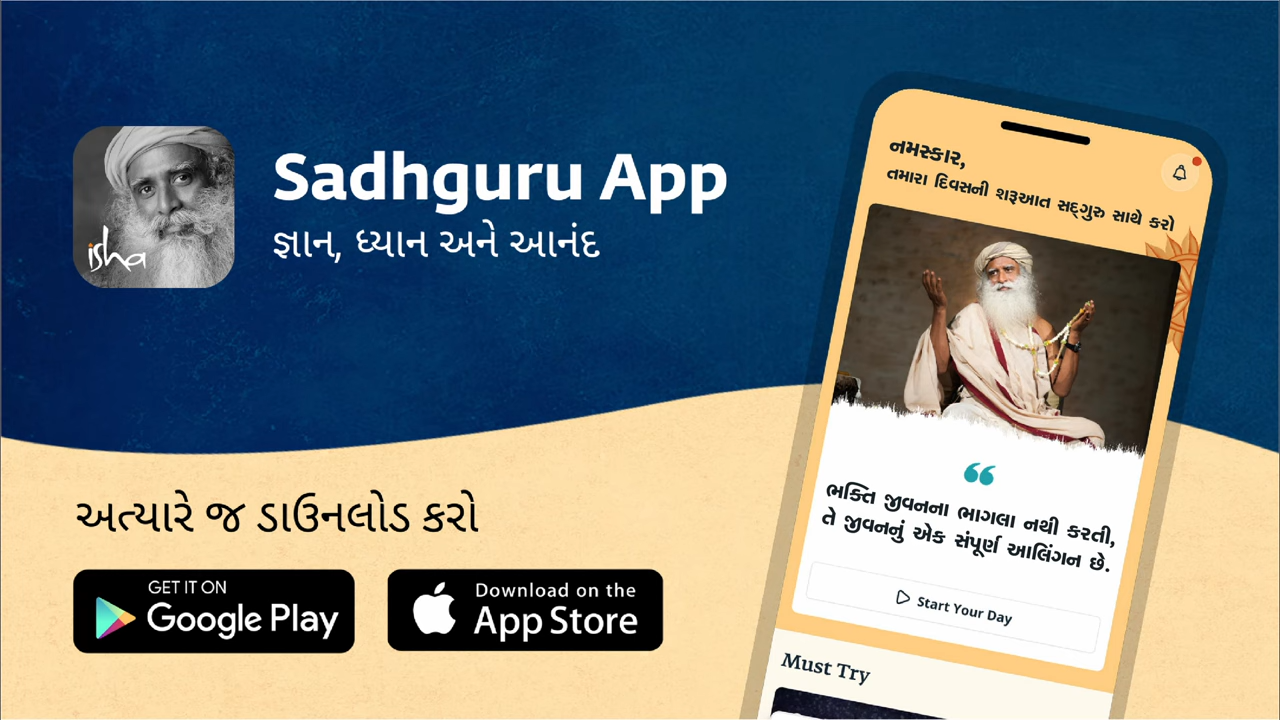 isha
Sadhguru App
જ્ઞાન, ધ્યાન અને આનંદ
અત્યારે જ ડાઉનલોડ કરો
GET IT ON
Google Play
Download on the
App Store
નમસ્કાર,
તમારા દિવસની શરૂઆત સદ્‌ગુરુ સાથે કરો
“
ભક્તિ જીવનના ભાગલા નથી કરતી,
તે જીવનનું એક સંપૂર્ણ આલિંગન છે.
Start Your Day
Must Try